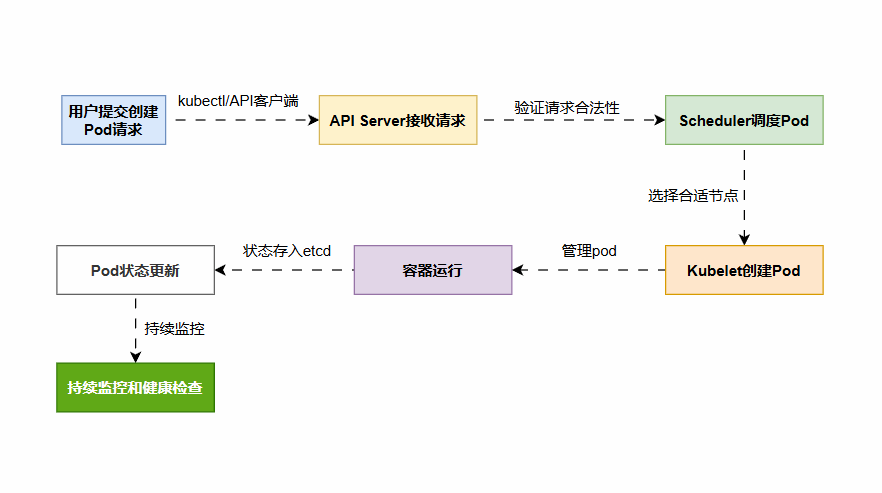 用户提交创建
Pod请求
kubectl/API客户端
API Server接收请求
验证请求合法性
Scheduler调度Pod
选择合适节点
Kubelet创建Pod
管理pod
容器运行
状态存入etcd
Pod状态更新
持续监控
持续监控和健康检查